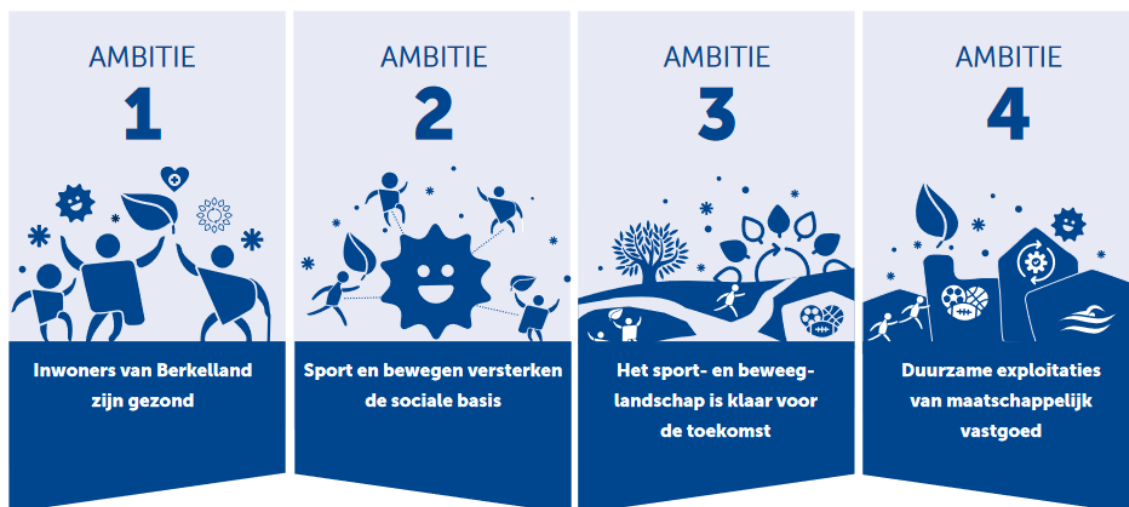 AMBITIE
1
Inwoners van Berkelland
zijn gezond
AMBITIE
2
Sport en bewegen versterken
de sociale basis
AMBITIE
3
Het sport- en beweeg-
landschap is klaar voor
de toekomst
AMBITIE
4
Duurzame exploitaties
van maatschappelijk
vastgoed